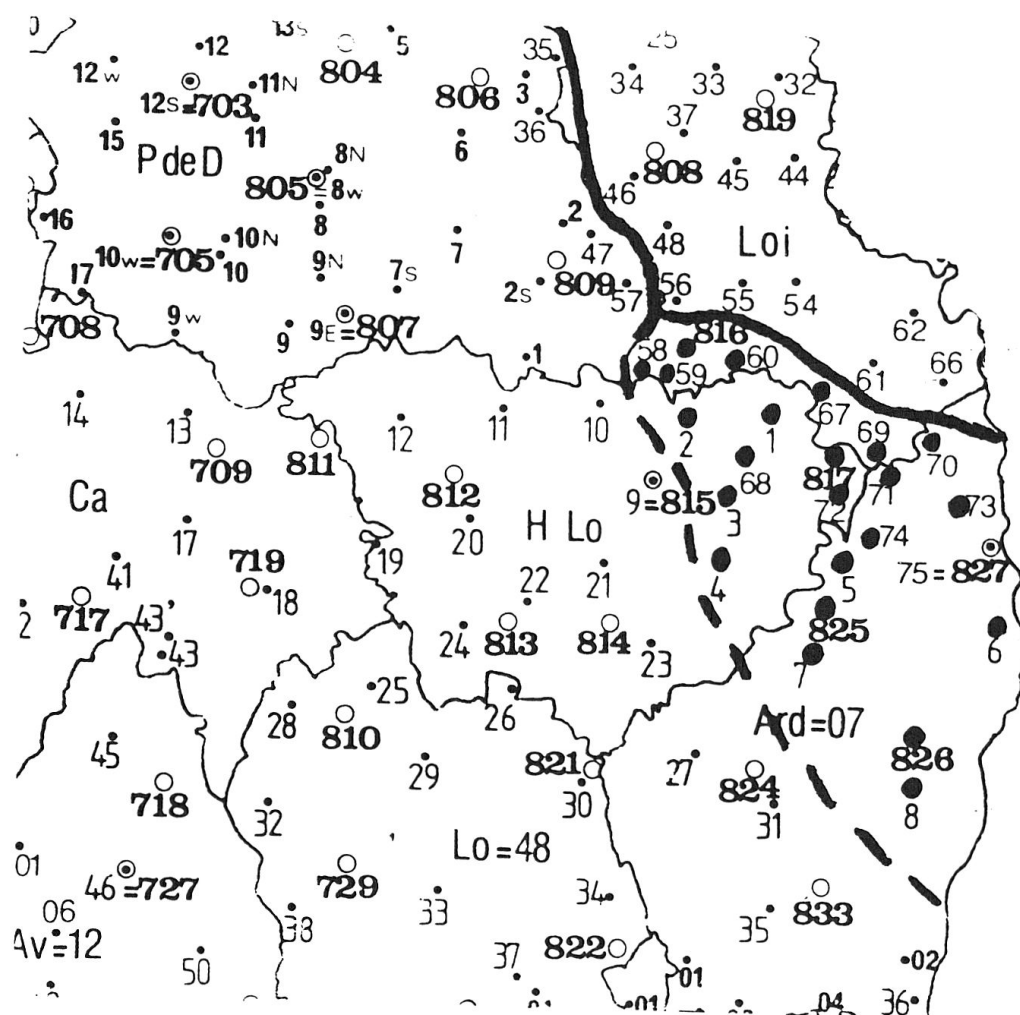 13S 5 35
12 12w 804 34 33 32
12S=703 11N 806 3 819
15 11 36 37
P de D 8N 6 808 45 44
805=8w 46
16 8 2
10w=705 10N 7 47 48 Loi
10 9N 7S 809
17 2S 57 56 55 54
708 9w 9 9E=807 816 62
1 58 59 60 61 66
14 13 12 11 10 2 1 67 69 70
709 811 68
Ca 812 9=815 3 817 71 73
17 20 H Lo 72 74
41 719 19 22 21 4 5 75=827
2 717 43' 18 825
43 24 813 814 23 7 6
25
28 26
45 810 Ard=07
29 821 27 826
718 32 30 824 8
31
01 Lo=48
46=727 729 33 34 833
06 38 35
Av=12 822
50 37 01 02
01 01 04 36